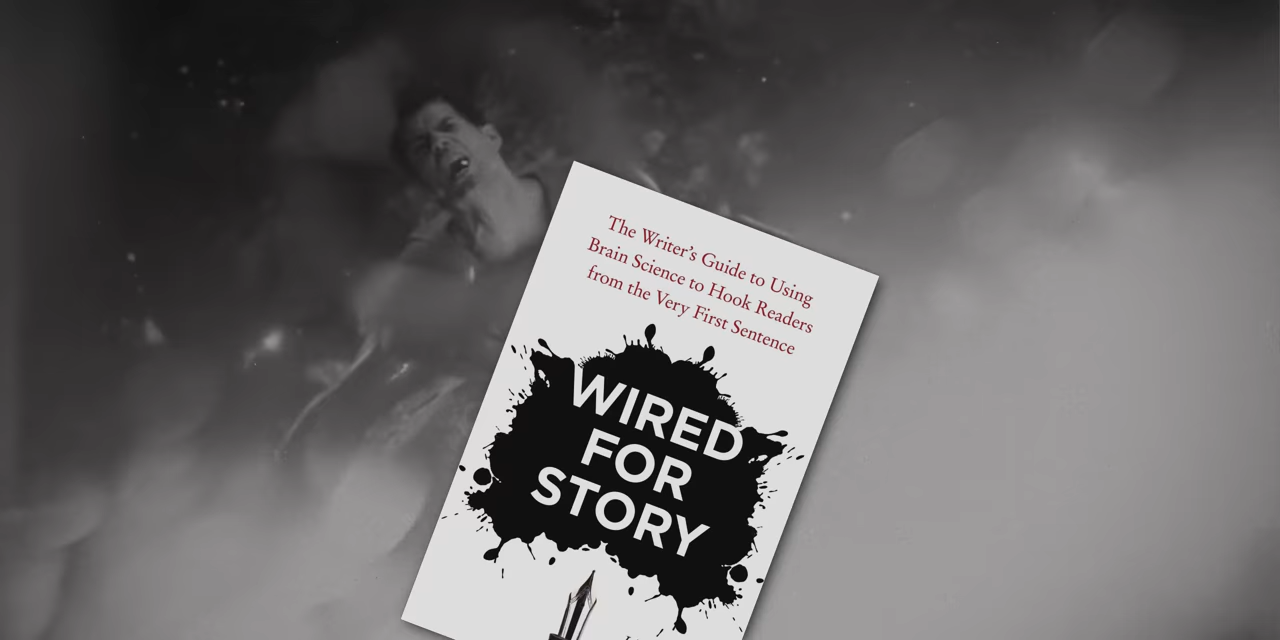 The Writer's Guide to Using
Brain Science to Hook Readers
from the Very First Sentence
WIRED
FOR
STORY